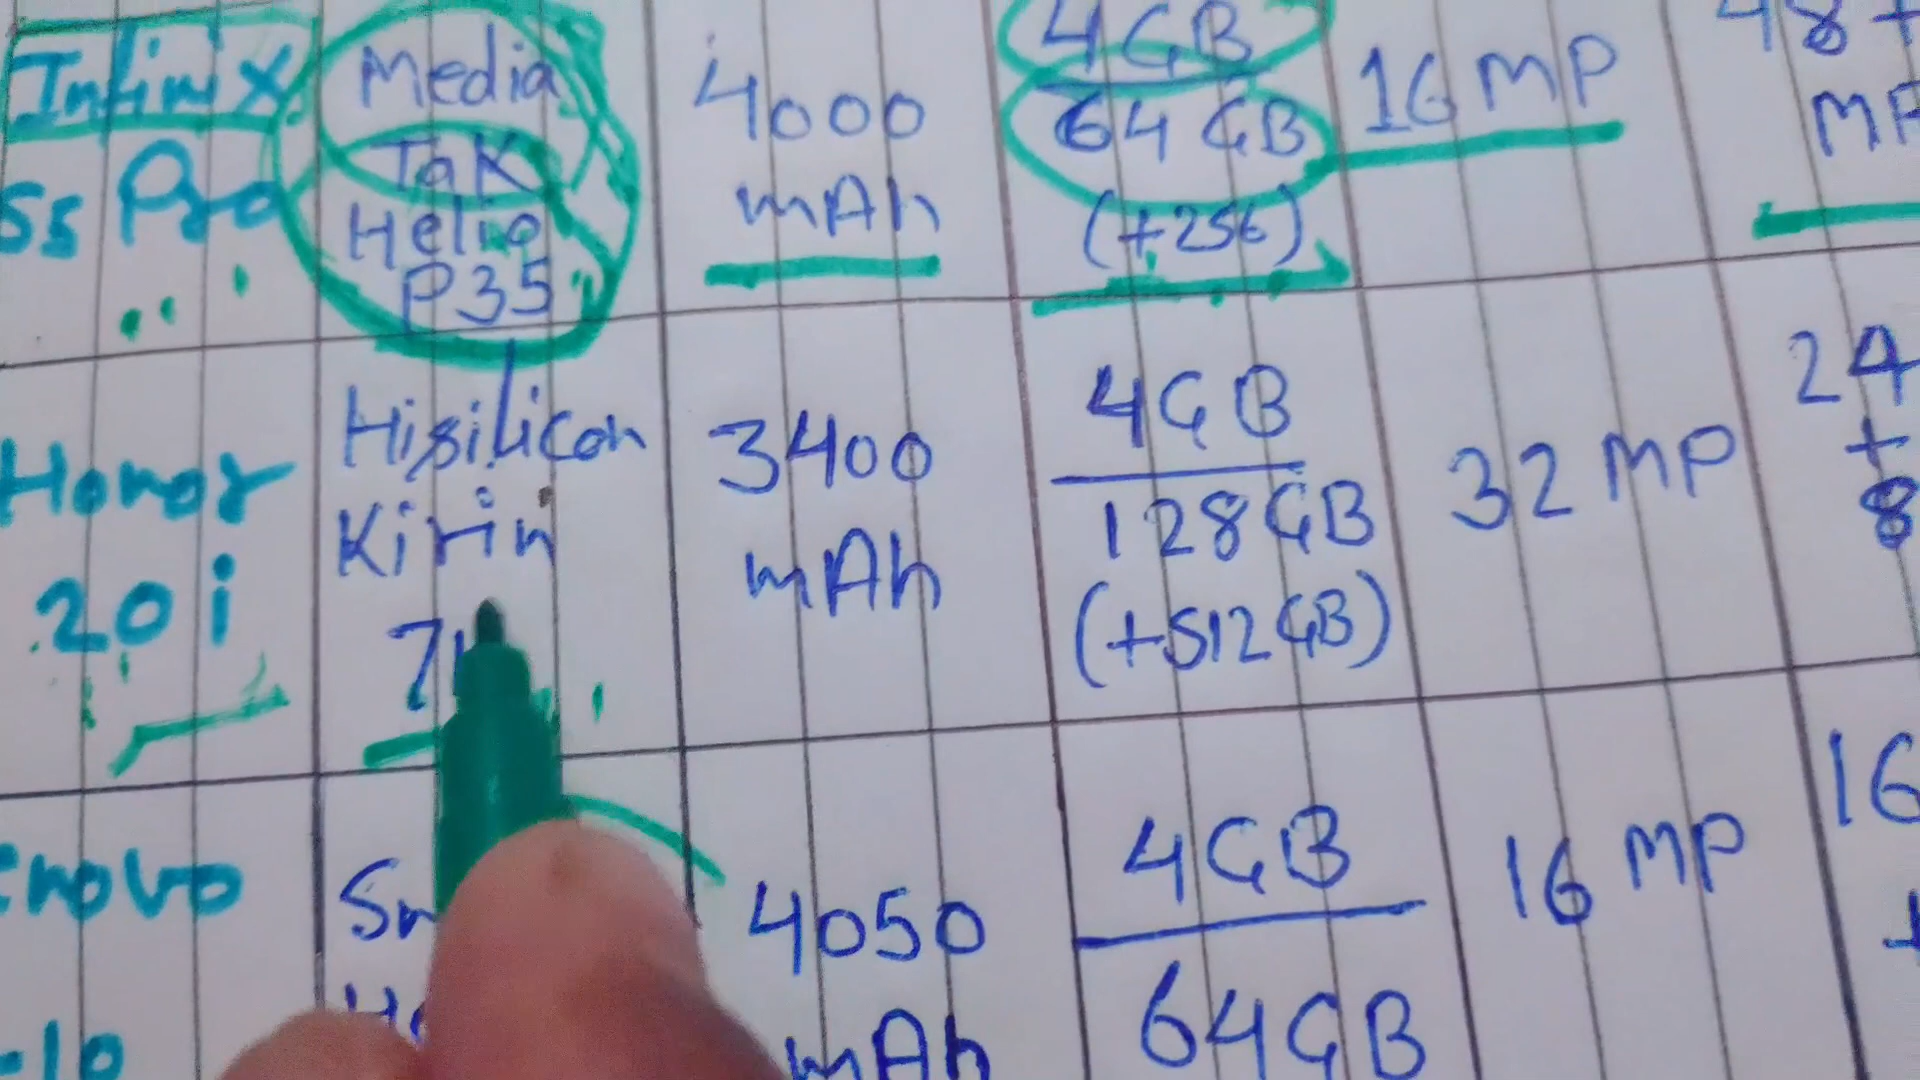 Infinix
S5 Pro
Media
TaK
Helio
P35
4000
mAh
4GB
64GB
(+256)
16 MP
48+
Honor
20i
Hisilicon
Kirin
3400
mAh
4GB
128GB
(+512GB)
32 MP
24
+
8
4050
mAh
4GB
64GB
16 MP
16
+